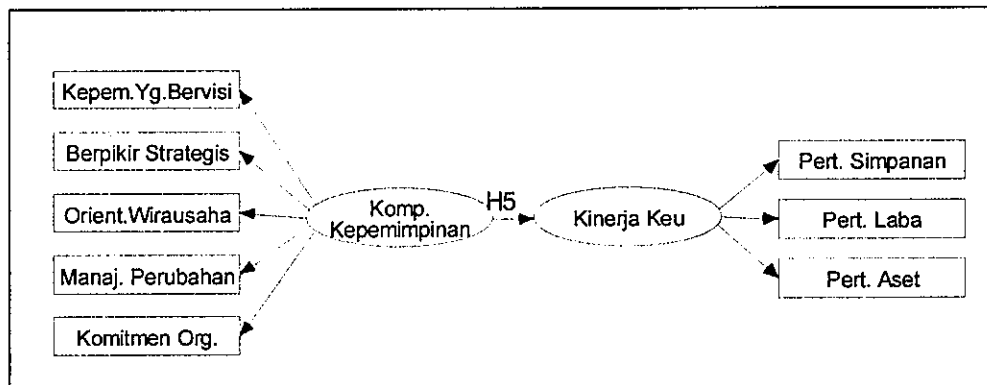 Kepem.Yg.Bervisi
Berpikir Strategis
Orient.Wirausaha
Manaj. Perubahan
Komitmen Org.
Komp.
Kepemimpinan
H5
Kinerja Keu
Pert. Simpanan
Pert. Laba
Pert. Aset